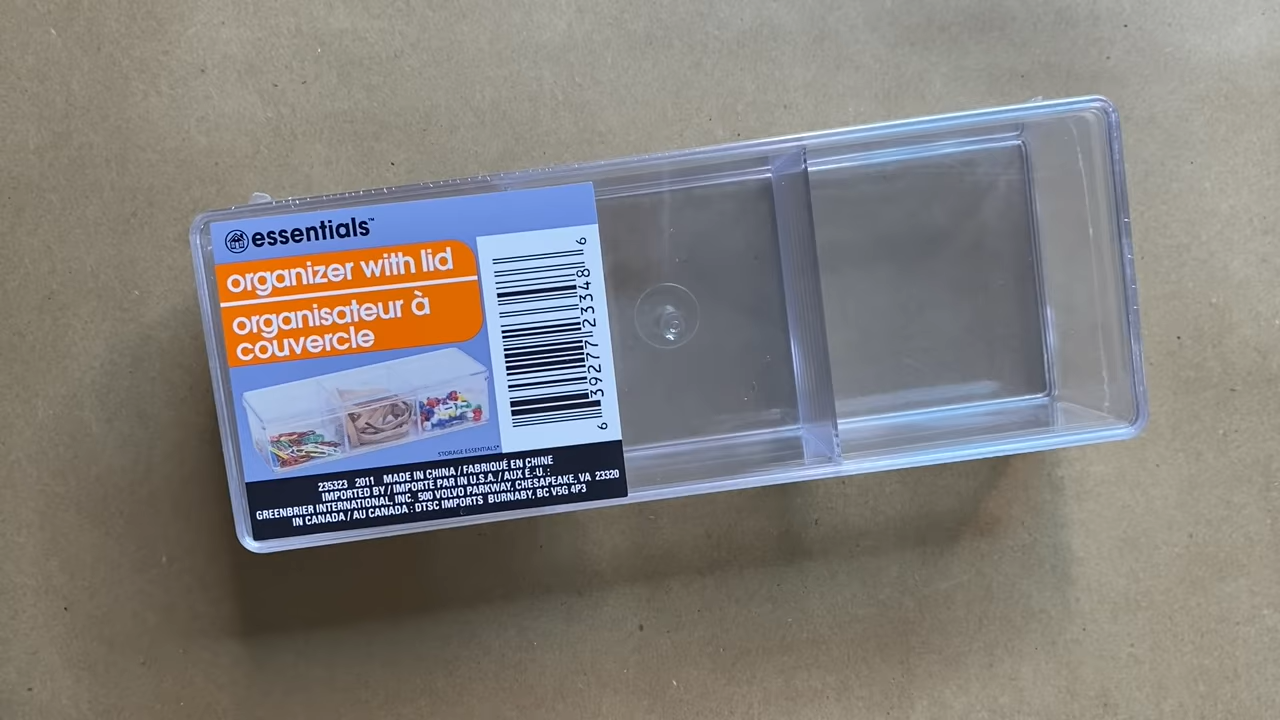 essentials™
organizer with lid
organisateur à
couvercle
STORAGE ESSENTIALS™
6 39277 23348 6
235323 2011 MADE IN CHINA / FABRIQUÉ EN CHINE
IMPORTED BY / IMPORTÉ PAR IN U.S.A. / AUX É.-U. :
GREENBRIER INTERNATIONAL, INC. 500 VOLVO PARKWAY, CHESAPEAKE, VA 23320
IN CANADA / AU CANADA : DTSC IMPORTS BURNABY, BC V5G 4P3